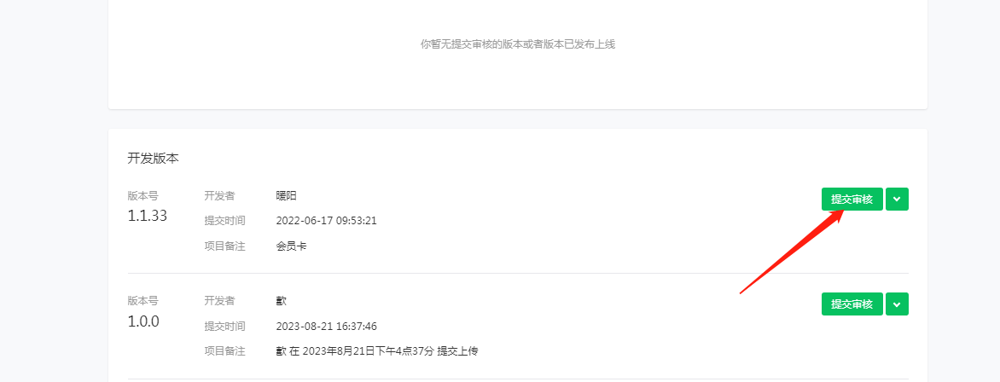 你暂无提交审核的版本或者版本已发布上线
开发版本
版本号 开发者 暖阳 提交审核
1.1.33
提交时间 2022-06-17 09:53:21
项目备注 会员卡
版本号 开发者 歖 提交审核
1.0.0
提交时间 2023-08-21 16:37:46
项目备注 歖 在 2023年8月21日下午4点37分 提交上传